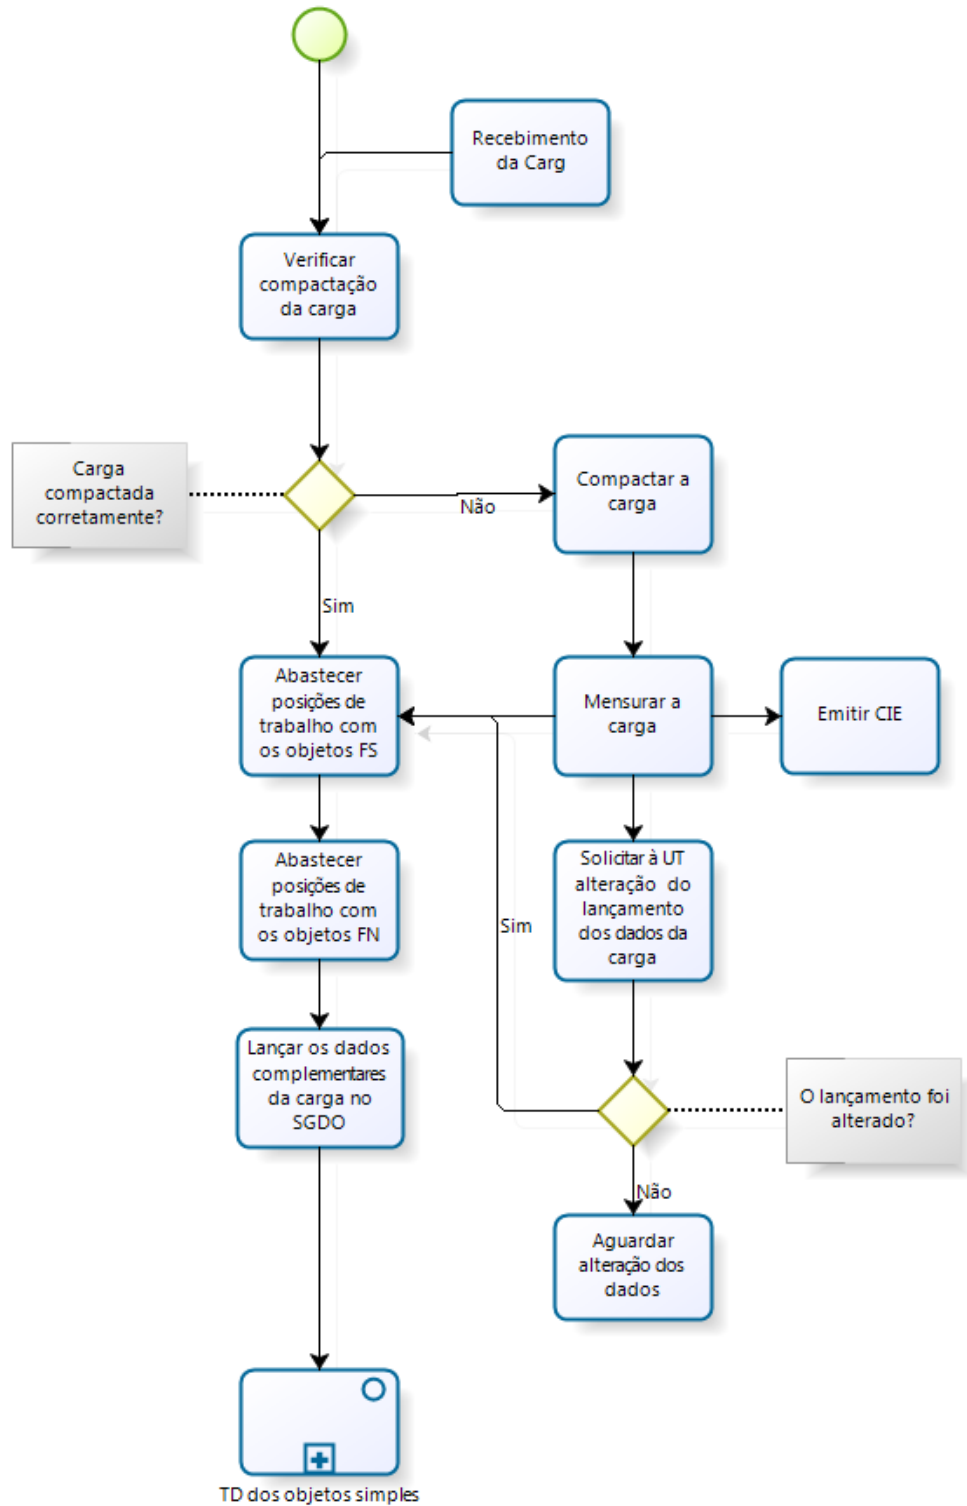 Recebimento
da Carg
Verificar
compactação
da carga
Carga
compactada
corretamente?
Não
Compactar a
carga
Sim
Abastecer
posições de
trabalho com
os objetos FS
Mensurar a
carga
Emitir CIE
Abastecer
posições de
trabalho com
os objetos FN
Solicitar à UT
alteração do
lançamento
dos dados da
carga
Sim
Lançar os dados
complementares
da carga no
SGDO
O lançamento foi
alterado?
Não
Aguardar
alteração dos
dados
TD dos objetos simples